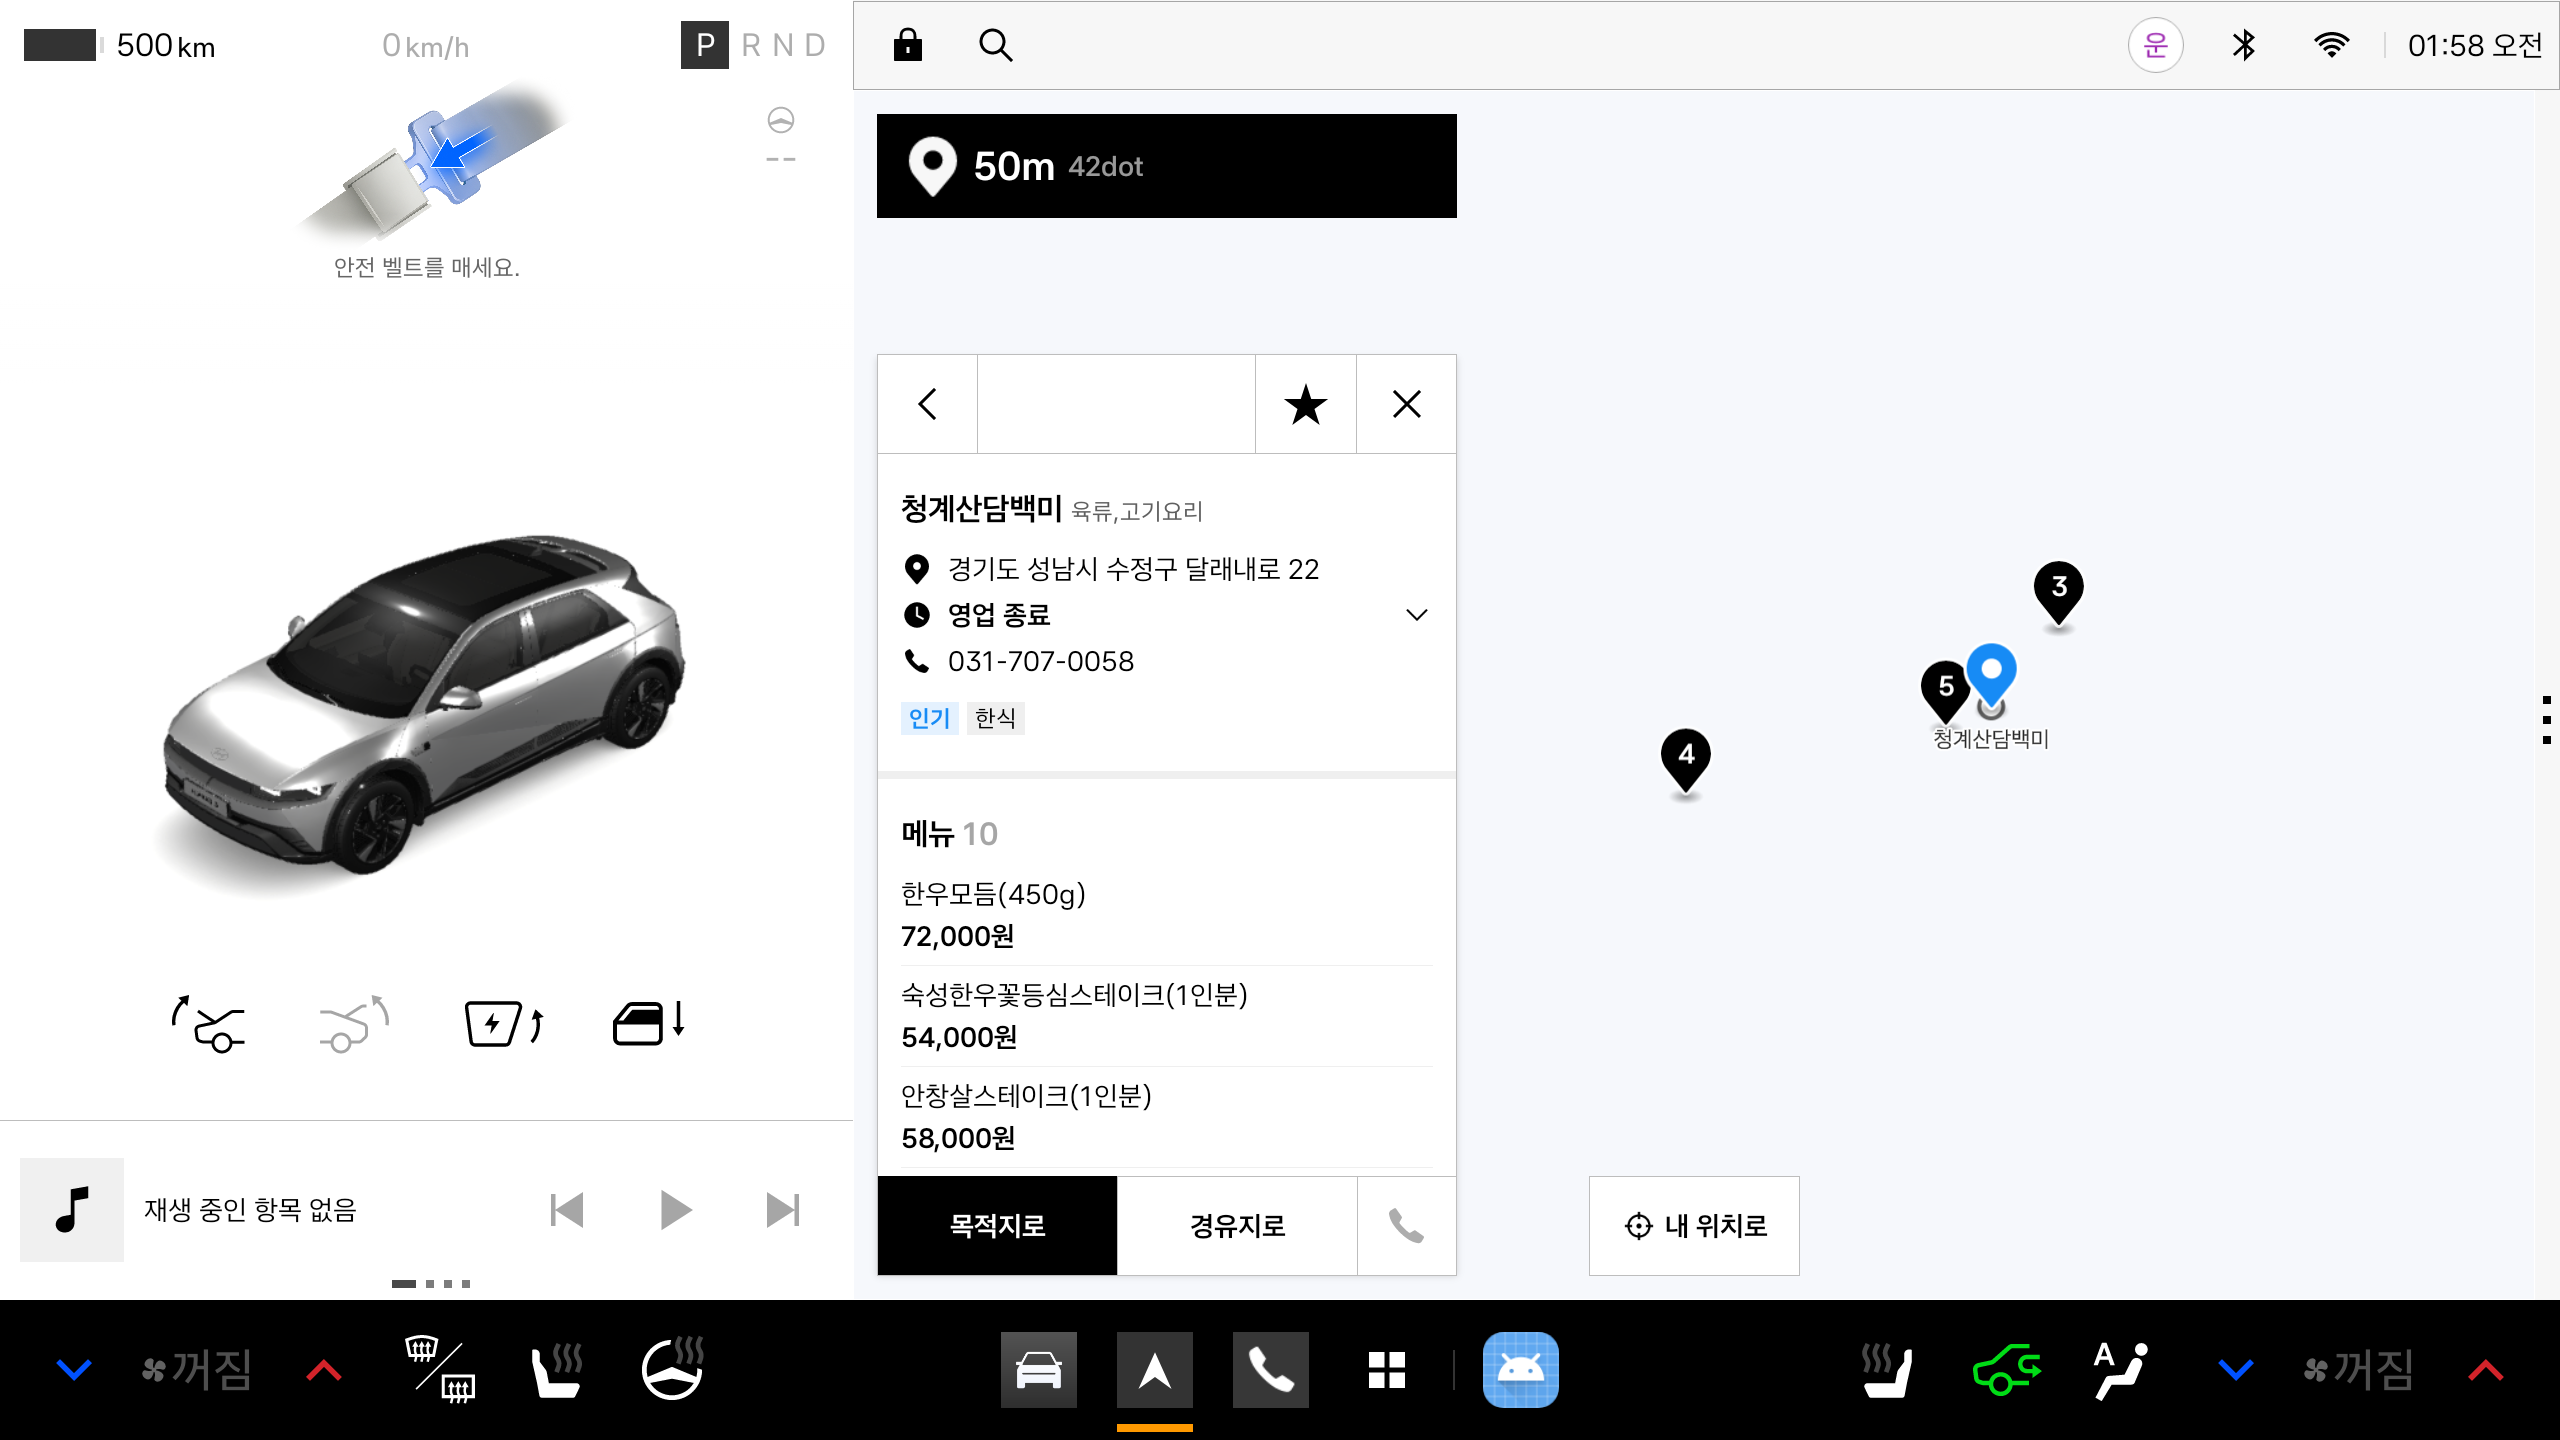 500 km
0 km/h
P R N D
01:58 오전
운
50m 42dot
안전 벨트를 매세요.
청계산담백미 육류,고기요리
경기도 성남시 수정구 달래내로 22
영업 종료
031-707-0058
인기 한식
메뉴 10
한우모듬(450g)
72,000원
숙성한우꽃등심스테이크(1인분)
54,000원
안창살스테이크(1인분)
58,000원
목적지로
경유지로
3
5
청계산담백미
4
내 위치로
재생 중인 항목 없음
꺼짐
A
꺼짐